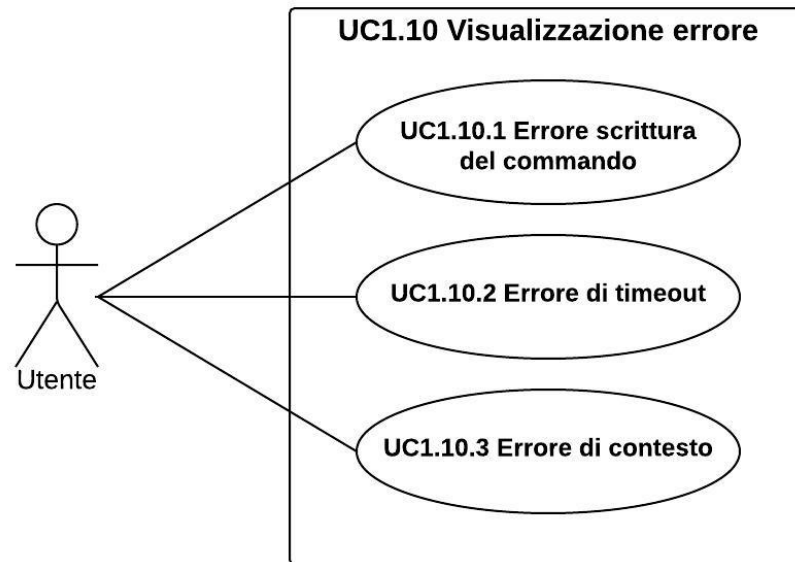 UC1.10 Visualizzazione errore
UC1.10.1 Errore scrittura
del commando
UC1.10.2 Errore di timeout
UC1.10.3 Errore di contesto
Utente